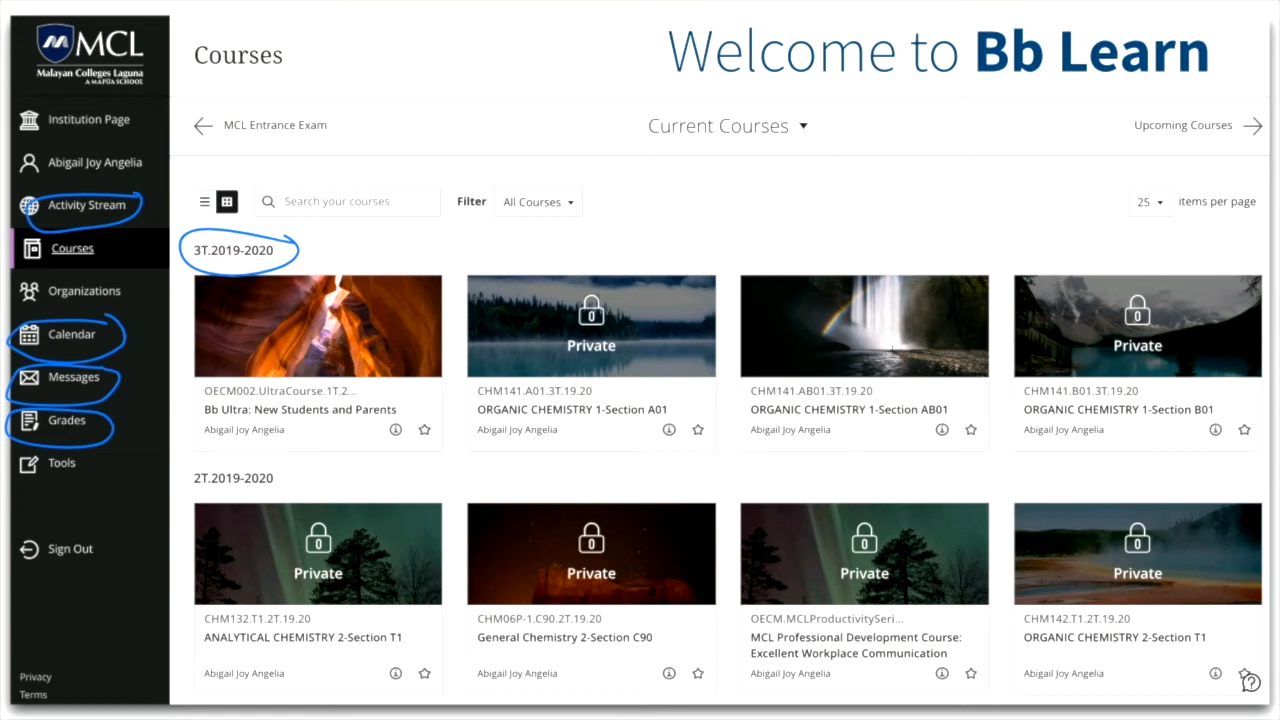 MCL
Malayan Colleges Laguna
A MAPÚA SCHOOL
Institution Page
Abigail Joy Angelia
Activity Stream
Courses
Organizations
Calendar
Messages
Grades
Tools
Sign Out
Privacy
Terms
Courses
Welcome to Bb Learn
MCL Entrance Exam
Current Courses
Upcoming Courses
Search your courses
Filter
All Courses
25
items per page
3T.2019-2020
OECM002.UltraCourse.1T.2...
Bb Ultra: New Students and Parents
Abigail Joy Angelia
Private
CHM141.A01.3T.19.20
ORGANIC CHEMISTRY 1-Section A01
Abigail Joy Angelia
CHM141.AB01.3T.19.20
ORGANIC CHEMISTRY 1-Section AB01
Abigail Joy Angelia
Private
CHM141.B01.3T.19.20
ORGANIC CHEMISTRY 1-Section B01
Abigail Joy Angelia
2T.2019-2020
Private
CHM132.T1.2T.19.20
ANALYTICAL CHEMISTRY 2-Section T1
Abigail Joy Angelia
Private
CHM06P-1.C90.2T.19.20
General Chemistry 2-Section C90
Abigail Joy Angelia
Private
OECM.MCLProductivitySeri...
MCL Professional Development Course:
Excellent Workplace Communication
Abigail Joy Angelia
Private
CHM142.T1.2T.19.20
ORGANIC CHEMISTRY 2-Section T1
Abigail Joy Angelia